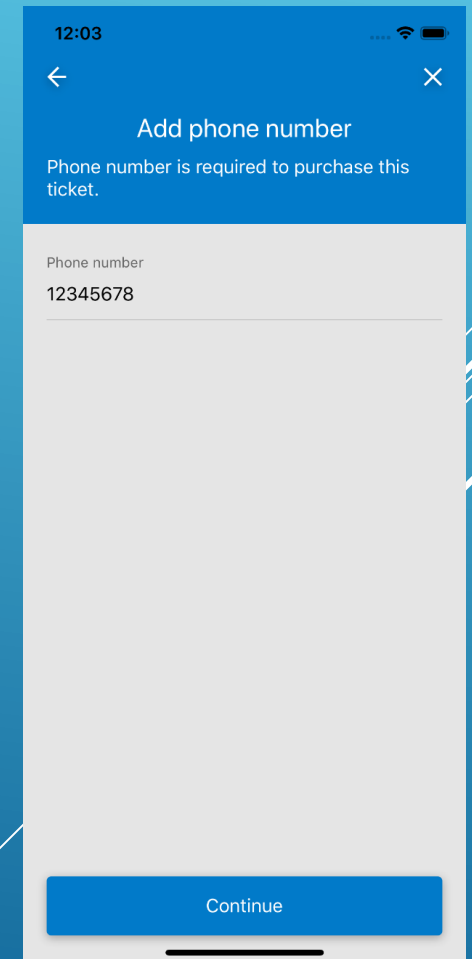 12:03
Add phone number
Phone number is required to purchase this
ticket.
Phone number
12345678
Continue